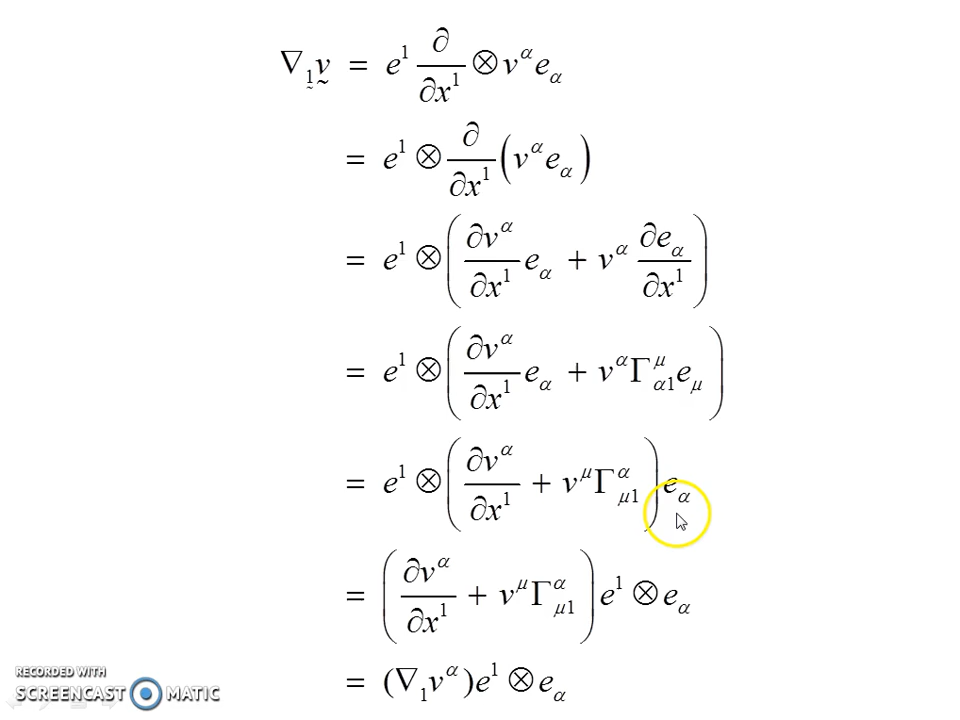 ∇₁v = e¹ ∂/∂x¹ ⊗ v^α e_α
= e¹ ⊗ ∂/∂x¹ (v^α e_α)
= e¹ ⊗ (∂v^α/∂x¹ e_α + v^α ∂e_α/∂x¹)
= e¹ ⊗ (∂v^α/∂x¹ e_α + v^α Γ^μ_α1 e_μ)
= e¹ ⊗ (∂v^α/∂x¹ + v^μ Γ^α_μ1) e_α
= (∂v^α/∂x¹ + v^μ Γ^α_μ1) e¹ ⊗ e_α
= (∇₁v^α)e¹ ⊗ e_α
RECORDED WITH
SCREENCAST MATIC